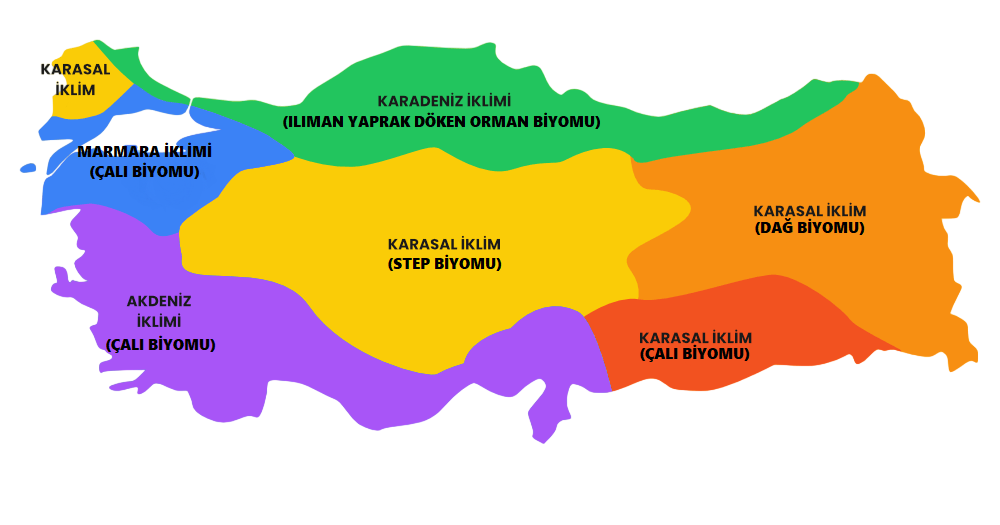 KARASAL
İKLİM
KARADENİZ İKLİMİ
(ILIMAN YAPRAK DÖKEN ORMAN BİYOMU)
MARMARA İKLİMİ
(ÇALI BİYOMU)
KARASAL İKLİM
(DAĞ BİYOMU)
KARASAL İKLİM
(STEP BİYOMU)
AKDENİZ
İKLİMİ
(ÇALI BİYOMU)
KARASAL İKLİM
(ÇALI BİYOMU)